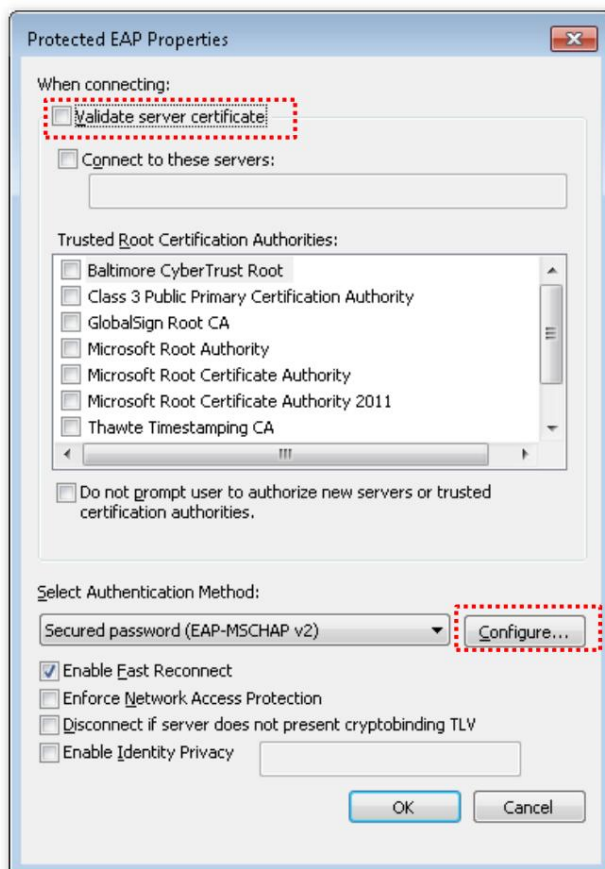 Protected EAP Properties
When connecting:
Validate server certificate
Connect to these servers:
Trusted Root Certification Authorities:
Baltimore CyberTrust Root
Class 3 Public Primary Certification Authority
GlobalSign Root CA
Microsoft Root Authority
Microsoft Root Certificate Authority
Microsoft Root Certificate Authority 2011
Thawte Timestamping CA
Do not prompt user to authorize new servers or trusted
certification authorities.
Select Authentication Method:
Secured password (EAP-MSCHAP v2) Configure...
Enable Fast Reconnect
Enforce Network Access Protection
Disconnect if server does not present cryptobinding TLV
Enable Identity Privacy
OK Cancel